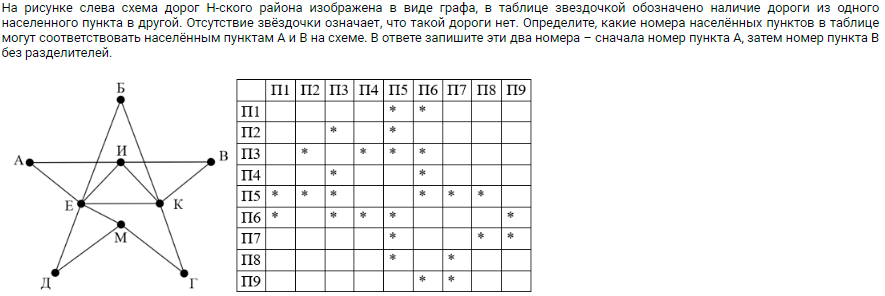 На рисунке слева схема дорог Н-ского района изображена в виде графа, в таблице звездочкой обозначено наличие дороги из одного
населенного пункта в другой. Отсутствие звёздочки означает, что такой дороги нет. Определите, какие номера населённых пунктов в таблице
могут соответствовать населённым пунктам А и В на схеме. В ответе запишите эти два номера – сначала номер пункта А, затем номер пункта В
без разделителей.
Б
И
А
В
Е
К
М
Д
Г
П1 П2 П3 П4 П5 П6 П7 П8 П9
П1 * *
П2 * *
П3 * * * *
П4 * *
П5 * * * * * *
П6 * * * * *
П7 * * *
П8 * *
П9 * *